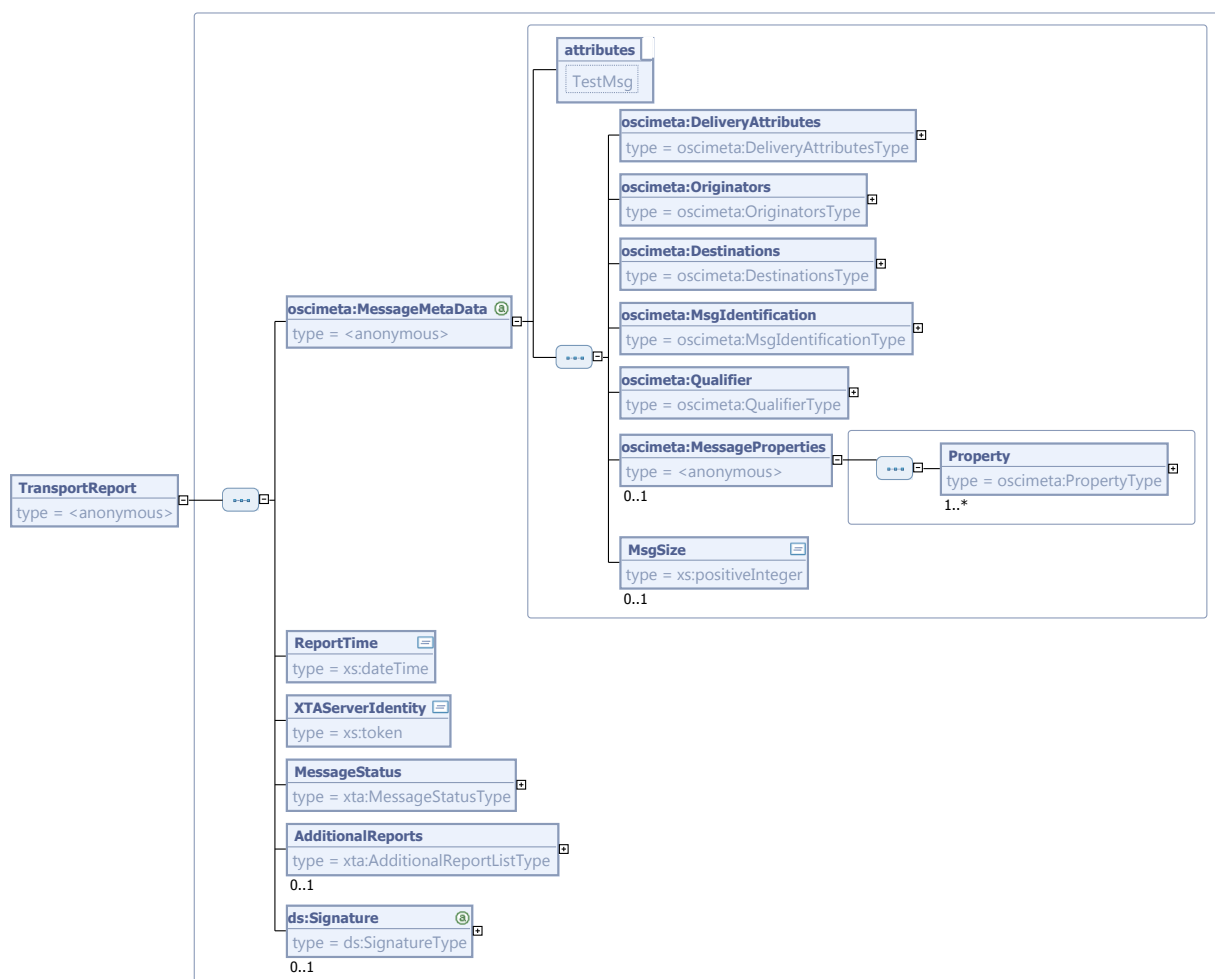 attributes
TestMsg
oscimeta:DeliveryAttributes
type = oscimeta:DeliveryAttributesType
oscimeta:Originators
type = oscimeta:OriginatorsType
oscimeta:Destinations
type = oscimeta:DestinationsType
oscimeta:MessageMetaData
type = <anonymous>
oscimeta:MsgIdentification
type = oscimeta:MsgIdentificationType
oscimeta:Qualifier
type = oscimeta:QualifierType
oscimeta:MessageProperties
type = <anonymous>
0..1
Property
type = oscimeta:PropertyType
1..*
TransportReport
type = <anonymous>
MsgSize
type = xs:positiveInteger
0..1
ReportTime
type = xs:dateTime
XTAServerIdentity
type = xs:token
MessageStatus
type = xta:MessageStatusType
AdditionalReports
type = xta:AdditionalReportListType
0..1
ds:Signature
type = ds:SignatureType
0..1